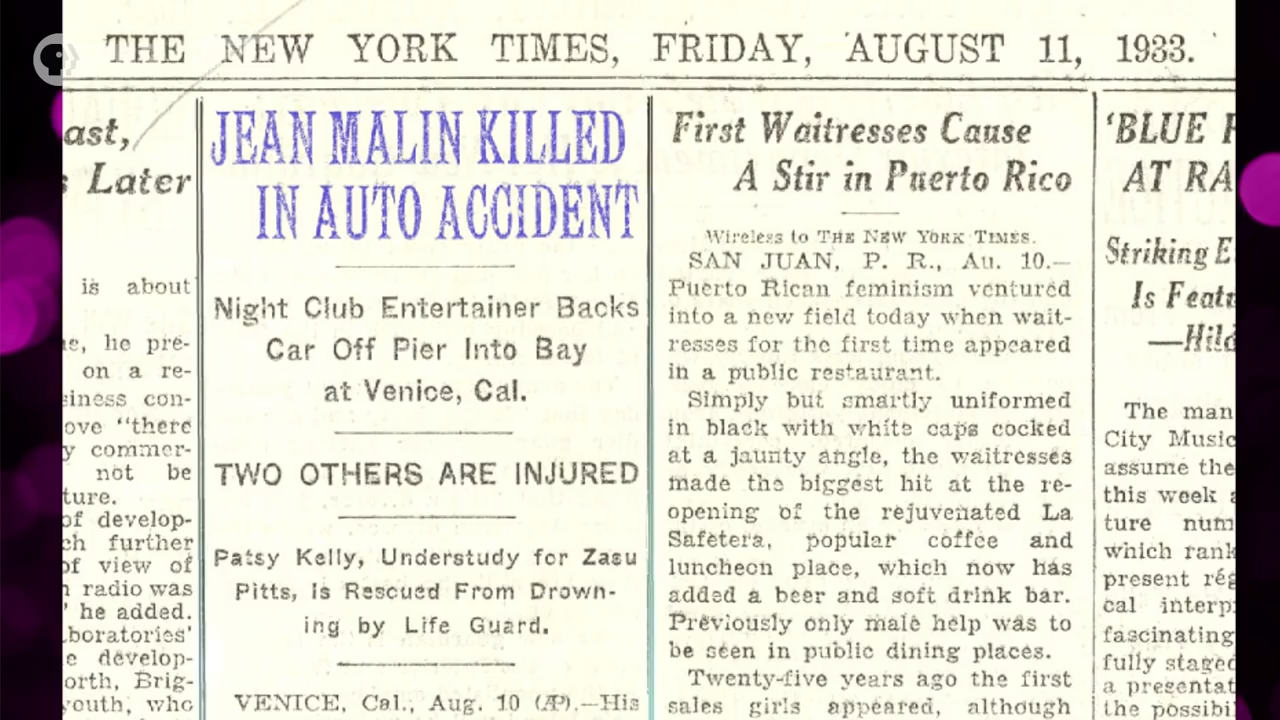 THE NEW YORK TIMES, FRIDAY, AUGUST 11, 1933.
ast,
Later
is about
he pre-
on a re-
siness con-
ove "there
y commer-
not be
ture.
of develop-
ch further
of view of
radio was
he added.
boratories'
develop-
orth, Brig-
youth, who
JEAN MALIN KILLED
IN AUTO ACCIDENT
Night Club Entertainer Backs
Car Off Pier Into Bay
at Venice, Cal.
TWO OTHERS ARE INJURED
Patsy Kelly, Understudy for Zasu
Pitts, Is Rescued From Drown-
ing by Life Guard.
VENICE, Cal., Aug. 10 (AP).—His
First Waitresses Cause
A Stir in Puerto Rico
Wireless to THE NEW YORK TIMES.
SAN JUAN, P. R., Au. 10.—
Puerto Rican feminism ventured
into a new field today when wait-
resses for the first time appeared
in a public restaurant.
Simply but smartly uniformed
in black with white caps cocked
at a jaunty angle, the waitresses
made the biggest hit at the re-
opening of the rejuvenated La
Safetera, popular coffee and
luncheon place, which now has
added a beer and soft drink bar.
Previously only male help was to
be seen in public dining places.
Twenty-five years ago the first
sales girls appeared, although
'BLUE
AT RA
Striking E
Is Featu
—Hild
The man
City Music
assume the
this week a
ture num
which rank
present rég
cal interp
fascinating
fully staged
a presentat
the possibi